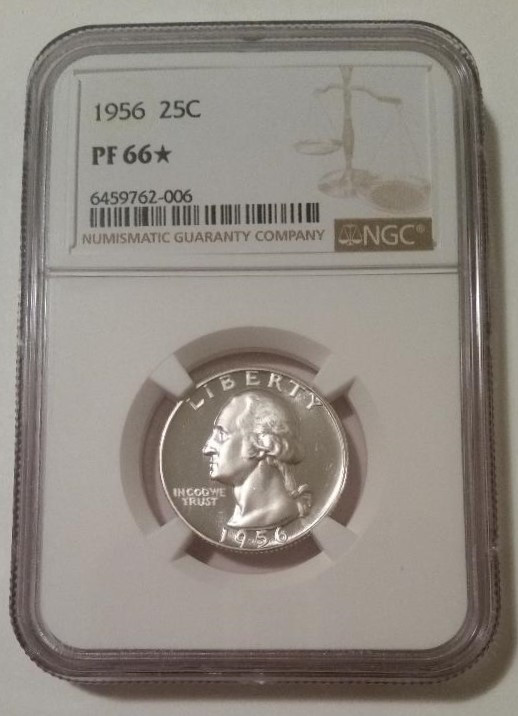 1956 25C
PF 66★
6459762-006
NUMISMATIC GUARANTY COMPANY NGC®
LIBERTY
IN GOD WE
TRUST
1956